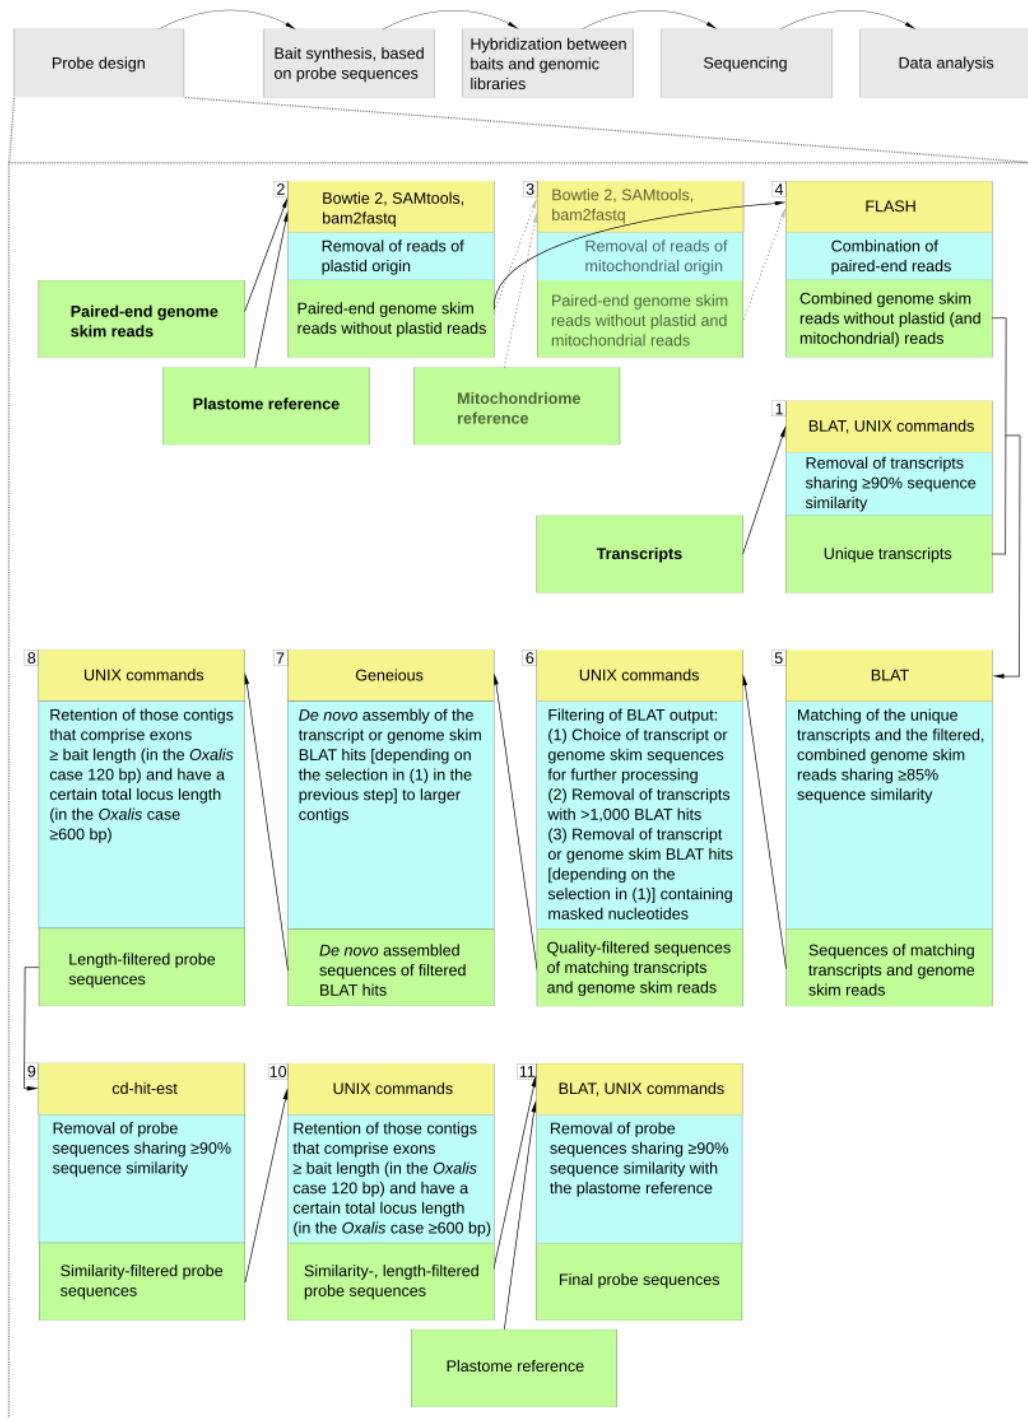 Probe design
Bait synthesis, based
on probe sequences
Hybridization between
baits and genomic
libraries
Sequencing
Data analysis
2
Bowtie 2, SAMtools,
bam2fastq
Removal of reads of
plastid origin
Paired-end genome skim
reads without plastid reads
3
Bowtie 2, SAMtools,
bam2fastq
Removal of reads of
mitochondrial origin
Paired-end genome skim
reads without plastid and
mitochondrial reads
4
FLASH
Combination of
paired-end reads
Combined genome skim
reads without plastid (and
mitochondrial) reads
Paired-end genome
skim reads
Plastome reference
Mitochondriome
reference
1
BLAT, UNIX commands
Removal of transcripts
sharing ≥90% sequence
similarity
Unique transcripts
Transcripts
8
UNIX commands
Retention of those contigs
that comprise exons
≥ bait length (in the Oxalis
case 120 bp) and have a
certain total locus length
(in the Oxalis case
≥600 bp)
Length-filtered probe
sequences
7
Geneious
De novo assembly of the
transcript or genome skim
BLAT hits [depending on
the selection in (1) in the
previous step] to larger
contigs
De novo assembled
sequences of filtered
BLAT hits
6
UNIX commands
Filtering of BLAT output:
(1) Choice of transcript or
genome skim sequences
for further processing
(2) Removal of transcripts
with >1,000 BLAT hits
(3) Removal of transcript
or genome skim BLAT hits
[depending on the
selection in (1)] containing
masked nucleotides
Quality-filtered sequences
of matching transcripts
and genome skim reads
5
BLAT
Matching of the unique
transcripts and the filtered,
combined genome skim
reads sharing ≥85%
sequence similarity
Sequences of matching
transcripts and genome
skim reads
9
cd-hit-est
Removal of probe
sequences sharing ≥90%
sequence similarity
Similarity-filtered probe
sequences
10
UNIX commands
Retention of those contigs
that comprise exons
≥ bait length (in the Oxalis
case 120 bp) and have a
certain total locus length
(in the Oxalis case ≥600 bp)
Similarity-, length-filtered
probe sequences
11
BLAT, UNIX commands
Removal of probe
sequences sharing ≥90%
sequence similarity with
the plastome reference
Final probe sequences
Plastome reference